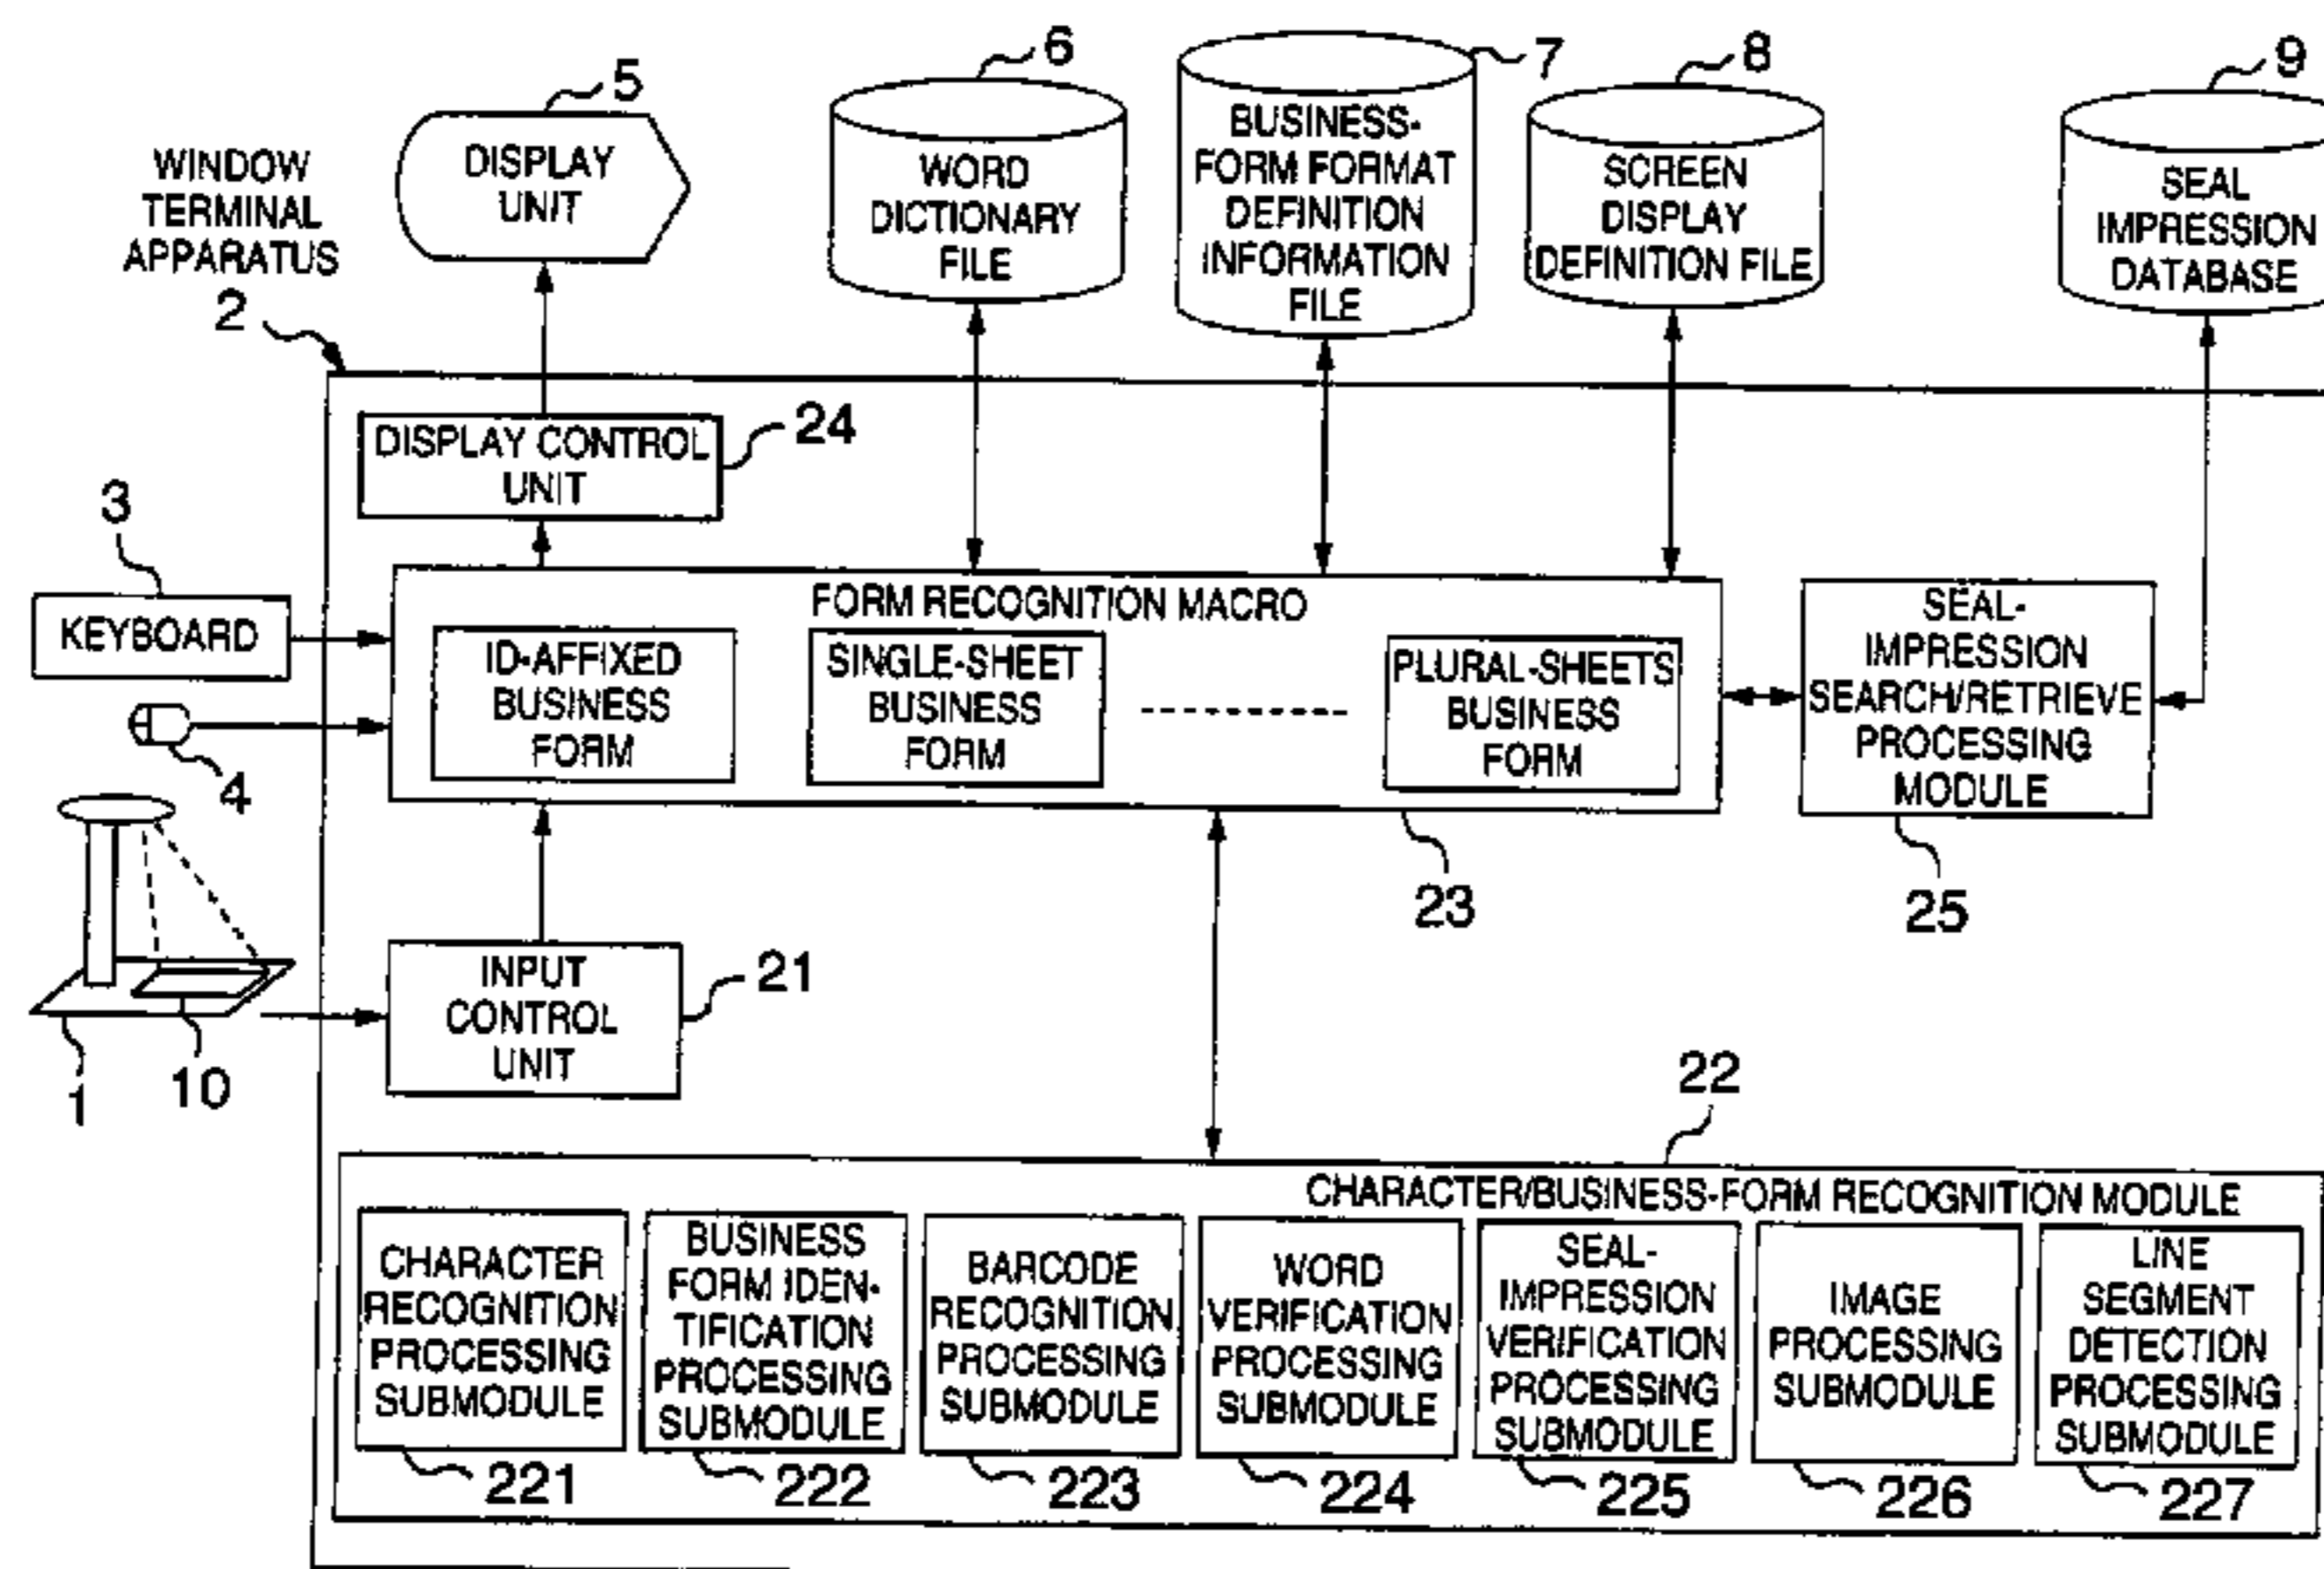 5
6
7
8
9
WINDOW
TERMINAL
APPARATUS
2
DISPLAY
UNIT
WORD
DICTIONARY
FILE
BUSINESS-
FORM FORMAT
DEFINITION
INFORMATION
FILE
SCREEN
DISPLAY
DEFINITION FILE
SEAL
IMPRESSION
DATABASE
DISPLAY CONTROL
UNIT
24
3
KEYBOARD
4
FORM RECOGNITION MACRO
ID-AFFIXED
BUSINESS
FORM
SINGLE-SHEET
BUSINESS
FORM
PLURAL-SHEETS
BUSINESS
FORM
23
SEAL-
IMPRESSION
SEARCH/RETRIEVE
PROCESSING
MODULE
25
1
10
INPUT
CONTROL
UNIT
21
22
CHARACTER/BUSINESS-FORM RECOGNITION MODULE
CHARACTER
RECOGNITION
PROCESSING
SUBMODULE
221
BUSINESS
FORM IDEN-
TIFICATION
PROCESSING
SUBMODULE
222
BARCODE
RECOGNITION
PROCESSING
SUBMODULE
223
WORD
VERIFICATION
PROCESSING
SUBMODULE
224
SEAL-
IMPRESSION
VERIFICATION
PROCESSING
SUBMODULE
225
IMAGE
PROCESSING
SUBMODULE
226
LINE
SEGMENT
DETECTION
PROCESSING
SUBMODULE
227